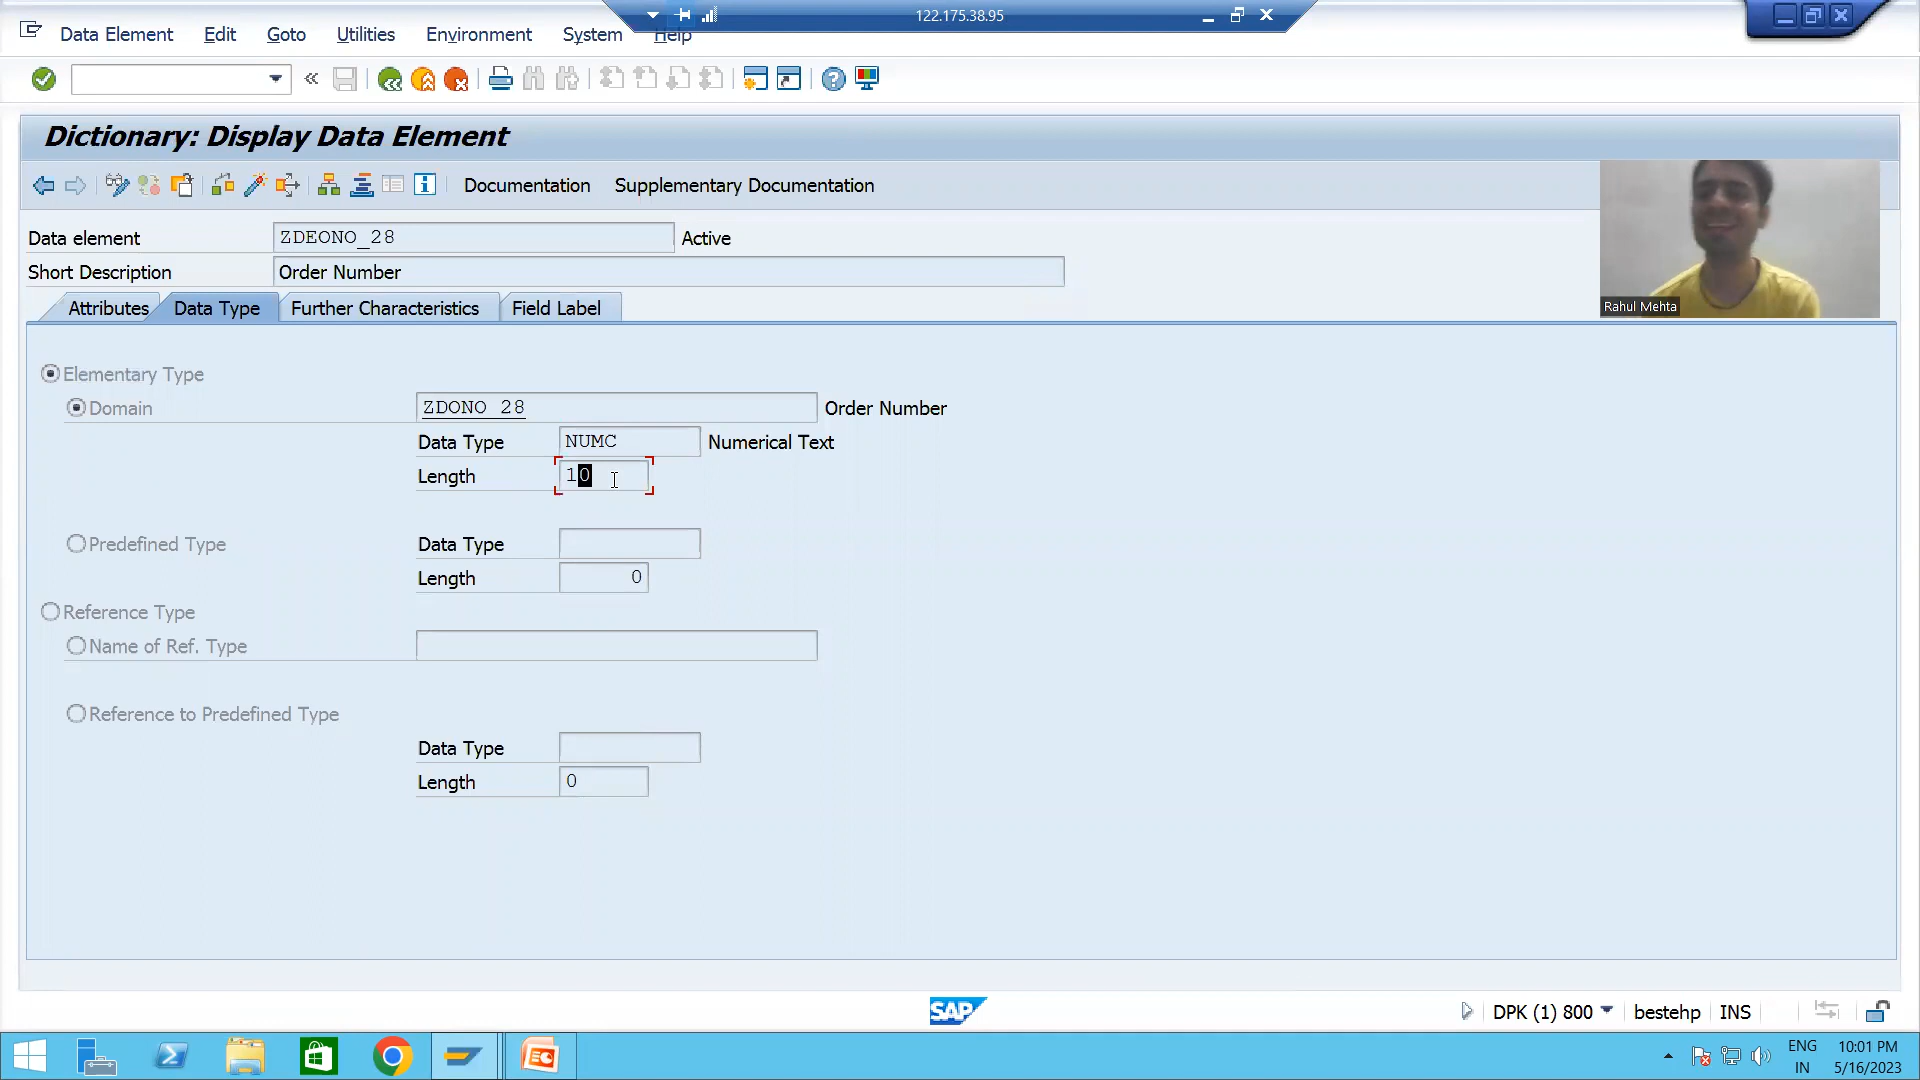 122.175.38.95
Data Element Edit Goto Utilities Environment System Help
Dictionary: Display Data Element
Documentation Supplementary Documentation
Data element ZDEONO_28 Active
Short Description Order Number
Attributes Data Type Further Characteristics Field Label
Rahul Mehta
Elementary Type
Domain ZDONO_28 Order Number
Data Type NUMC Numerical Text
Length 10
Predefined Type Data Type
Length 0
Reference Type
Name of Ref. Type
Reference to Predefined Type
Data Type
Length 0
SAP DPK (1) 800 bestehp INS
ENG 10:01 PM
IN 5/16/2023